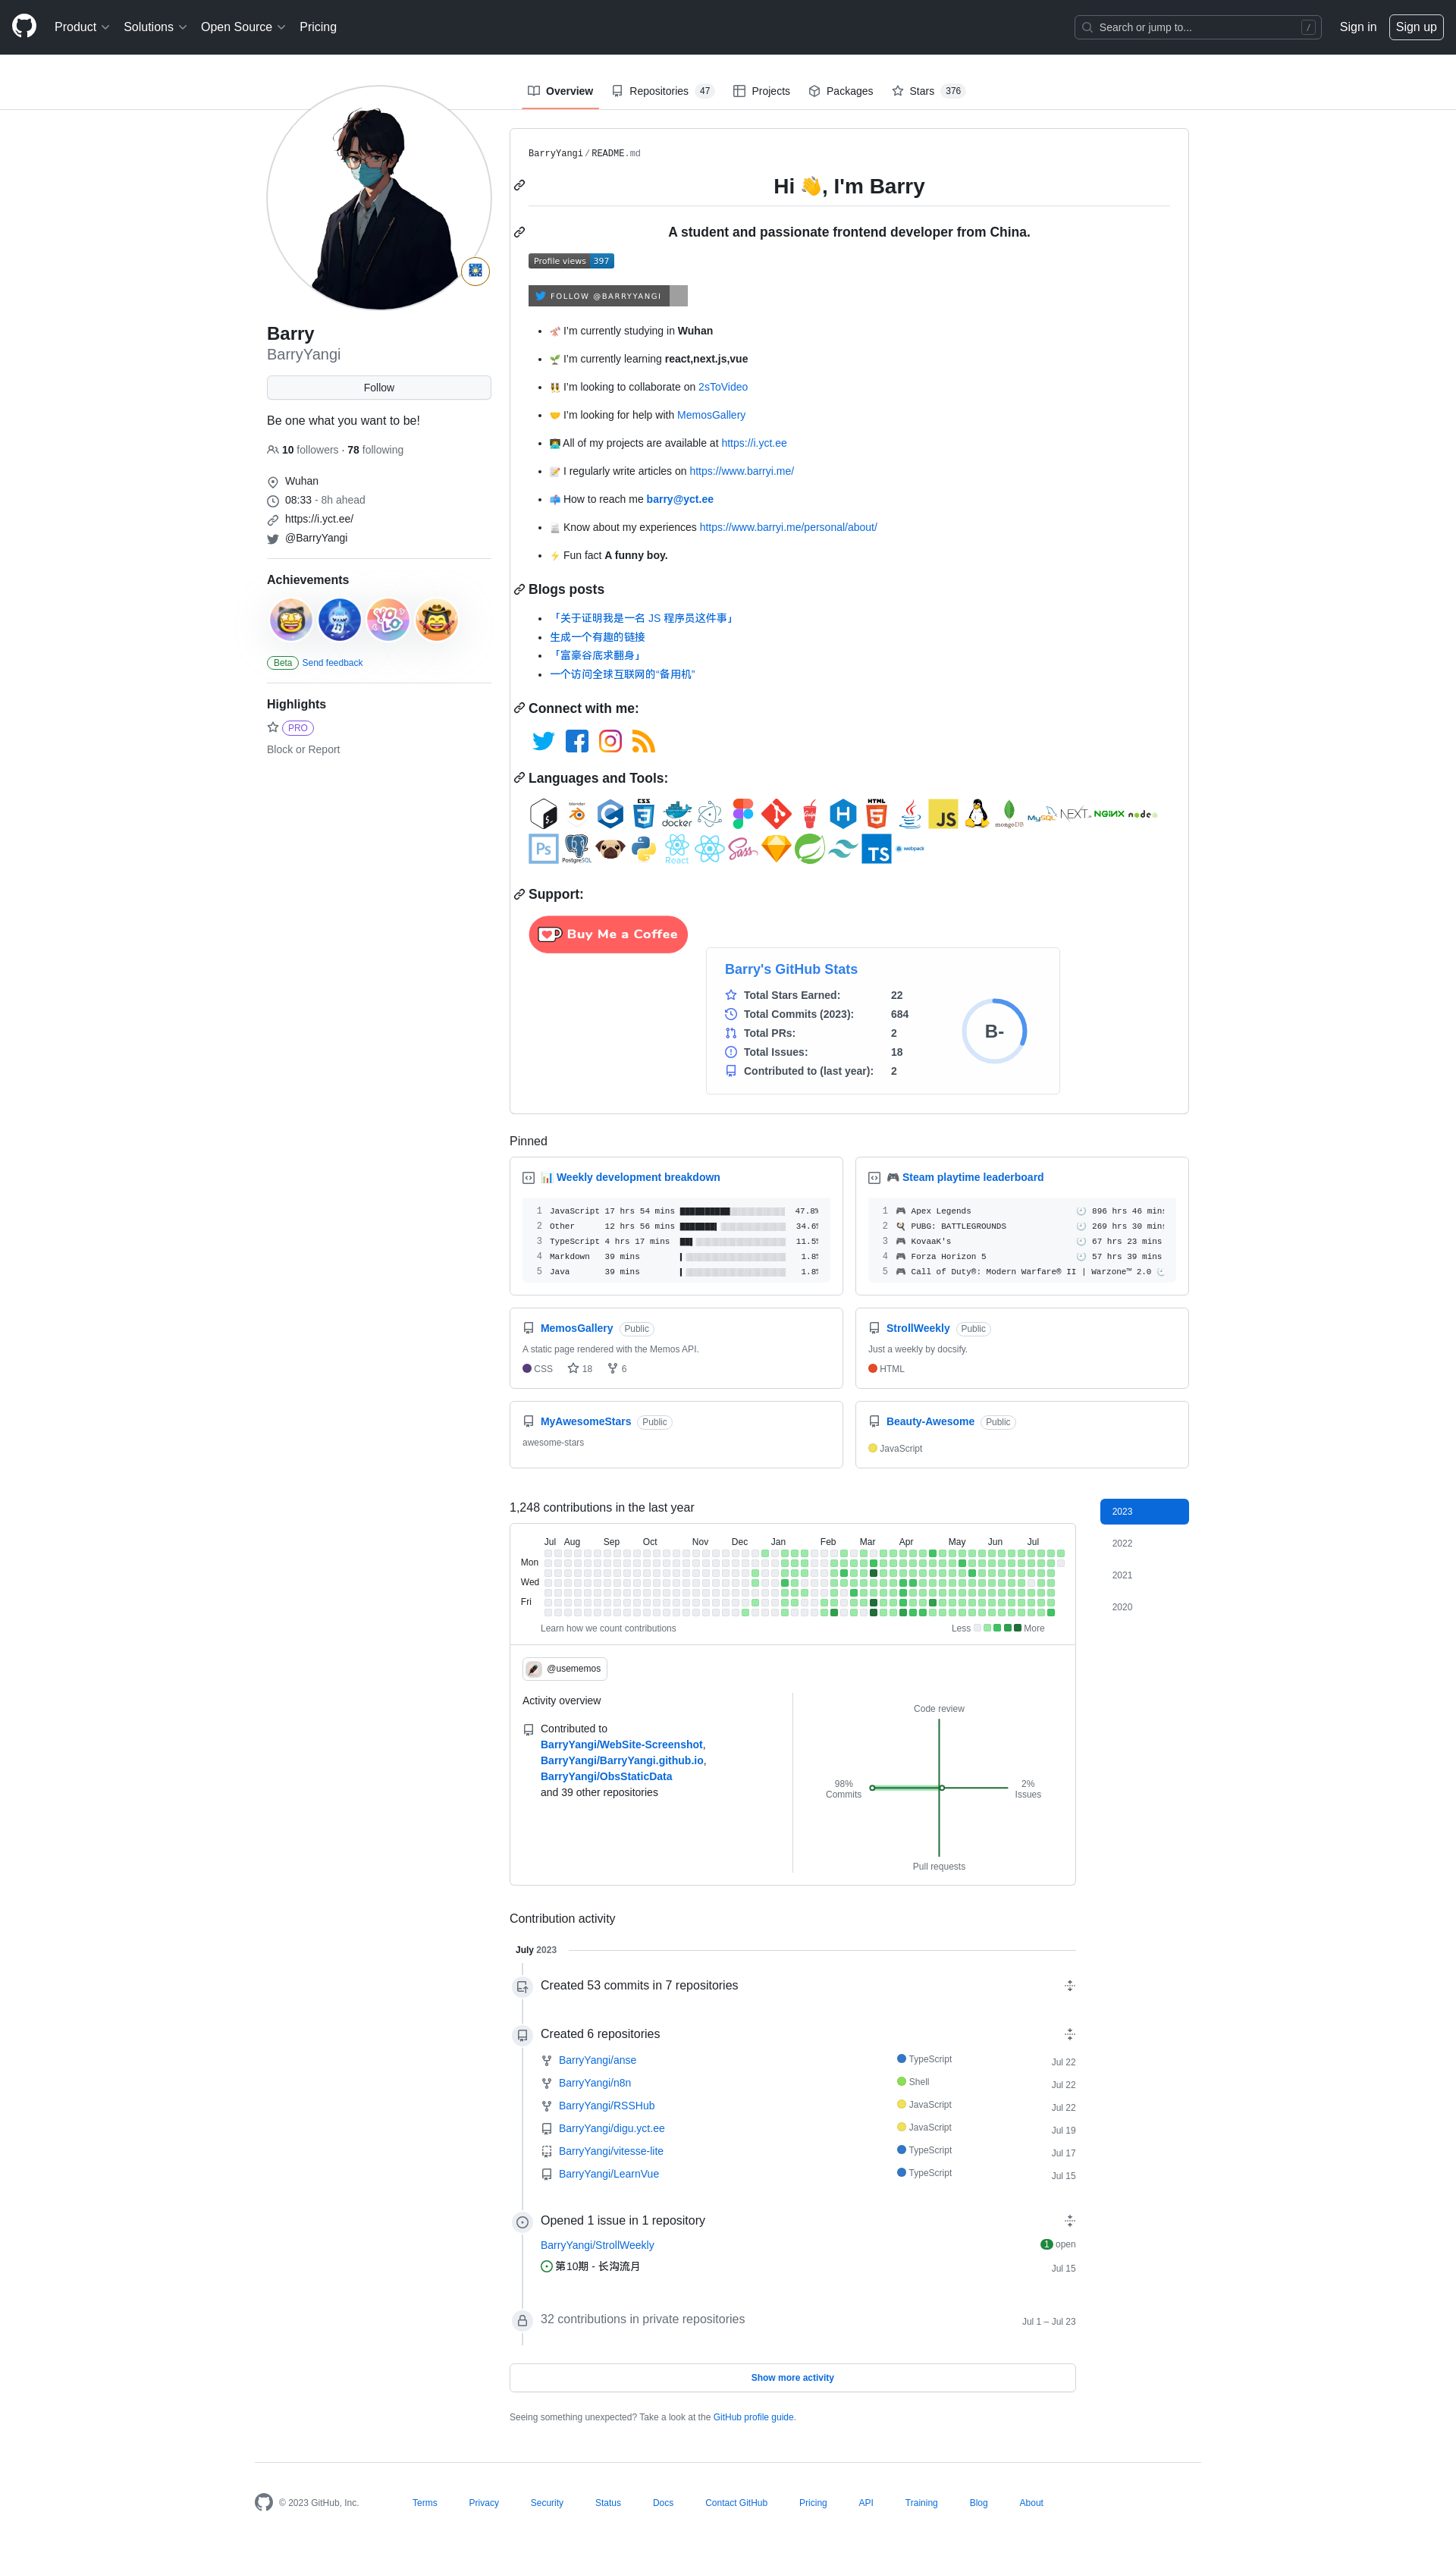 Product Solutions Open Source Pricing Search or jump to... / Sign in Sign up
Overview Repositories 47 Projects Packages Stars 376
Barry
BarryYangi
Follow
Be one what you want to be!
10 followers · 78 following
Wuhan
08:33 - 8h ahead
https://i.yct.ee/
@BarryYangi
Achievements
YOLO
Beta Send feedback
Highlights
PRO
Block or Report
BarryYangi/README.md
Hi 👋, I'm Barry
A student and passionate frontend developer from China.
Profile views 397
FOLLOW @BARRYYANGI
I’m currently studying in Wuhan
🌱 I’m currently learning react,next.js,vue
👯 I’m looking to collaborate on 2sToVideo
🤝 I’m looking for help with MemosGallery
👨‍💻 All of my projects are available at https://i.yct.ee
📝 I regularly write articles on https://www.barryi.me/
📫 How to reach me barry@yct.ee
📄 Know about my experiences https://www.barryi.me/personal/about/
⚡ Fun fact A funny boy.
Blogs posts
「关于证明我是一名 JS 程序员这件事」
生成一个有趣的链接
「富豪谷底求翻身」
一个访问全球互联网的“备用机”
Connect with me:
Languages and Tools:
blender CSS 3 docker HTML 5 JS mongoDB MySQL NEXT.js NGINX node
Ps PostgreSQL React Sass TS webpack
Support:
Buy Me a Coffee
Barry's GitHub Stats
Total Stars Earned: 22
Total Commits (2023): 684
Total PRs: 2
Total Issues: 18
Contributed to (last year): 2
B-
Pinned
📊 Weekly development breakdown
1 JavaScript 17 hrs 54 mins 47.8%
2 Other 12 hrs 56 mins 34.6%
3 TypeScript 4 hrs 17 mins 11.5%
4 Markdown 39 mins 1.8%
5 Java 39 mins 1.8%
🎮 Steam playtime leaderboard
1 🎮 Apex Legends 🕘 896 hrs 46 mins
2 🍳 PUBG: BATTLEGROUNDS 🕘 269 hrs 30 mins
3 🎮 KovaaK's 🕘 67 hrs 23 mins
4 🎮 Forza Horizon 5 🕘 57 hrs 39 mins
5 🎮 Call of Duty®: Modern Warfare® II | Warzone™ 2.0 🕘
MemosGallery Public
A static page rendered with the Memos API.
CSS 18 6
StrollWeekly Public
Just a weekly by docsify.
HTML
MyAwesomeStars Public
awesome-stars
Beauty-Awesome Public
JavaScript
1,248 contributions in the last year
2023
2022
2021
2020
Jul Aug Sep Oct Nov Dec Jan Feb Mar Apr May Jun Jul
Mon
Wed
Fri
Learn how we count contributions
Less More
@usememos
Activity overview
Contributed to
BarryYangi/WebSite-Screenshot,
BarryYangi/BarryYangi.github.io,
BarryYangi/ObsStaticData
and 39 other repositories
Code review
98%
Commits
2%
Issues
Pull requests
Contribution activity
July 2023
Created 53 commits in 7 repositories
Created 6 repositories
BarryYangi/anse TypeScript Jul 22
BarryYangi/n8n Shell Jul 22
BarryYangi/RSSHub JavaScript Jul 22
BarryYangi/digu.yct.ee JavaScript Jul 19
BarryYangi/vitesse-lite TypeScript Jul 17
BarryYangi/LearnVue TypeScript Jul 15
Opened 1 issue in 1 repository
BarryYangi/StrollWeekly 1 open
第10期 - 长沟流月 Jul 15
32 contributions in private repositories Jul 1 – Jul 23
Show more activity
Seeing something unexpected? Take a look at the GitHub profile guide.
© 2023 GitHub, Inc. Terms Privacy Security Status Docs Contact GitHub Pricing API Training Blog About